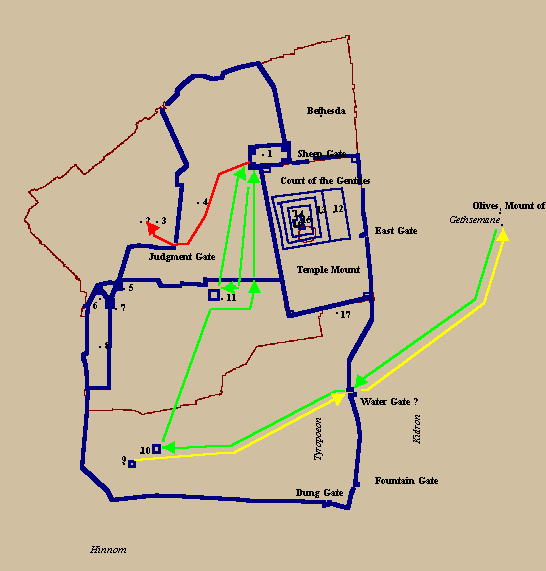 Bethesda
1
Sheep Gate
Court of the Gentiles
4
13
12
14
Olives, Mount of
Gethsemane
2
3
East Gate
Judgment Gate
Temple Mount
5
11
6
7
17
8
Water Gate ?
Tyropoeon
Kidron
10
9
Fountain Gate
Dung Gate
Hinnom